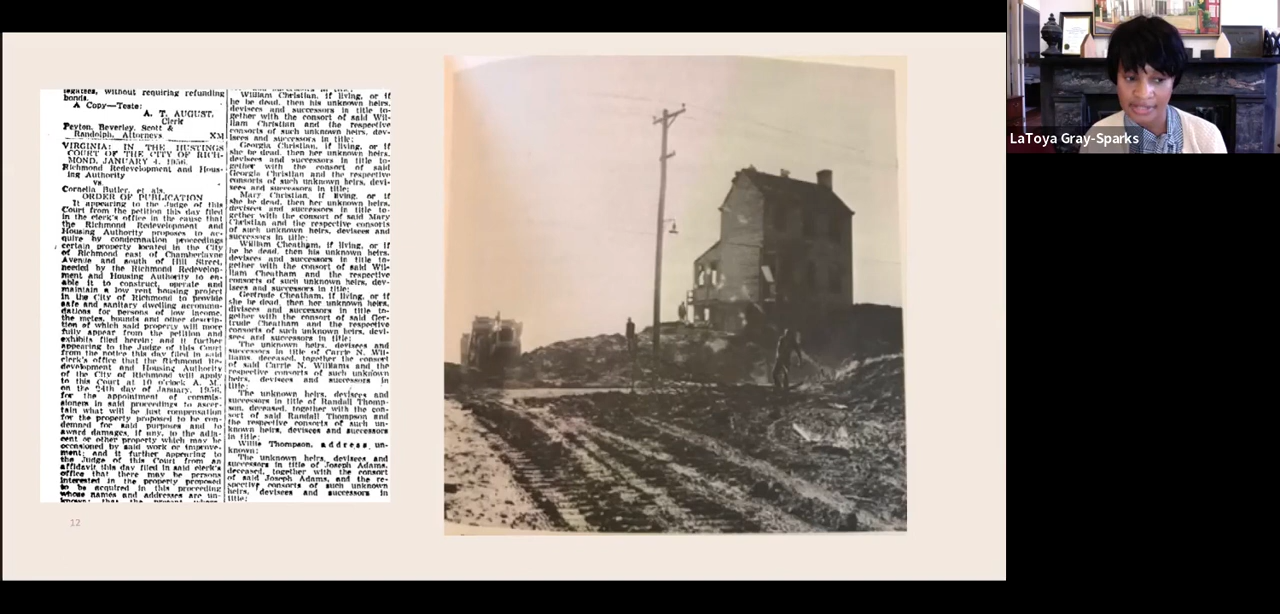 legatees, without requiring refunding
bonds.
A Copy—Teste:
A. T. AUGUST,
Clerk
Peyton, Beverley, Scott &
Randolph, Attorneys XM
VIRGINIA: IN THE HUSTINGS
COURT OF THE CITY OF RICH-
MOND, JANUARY 4, 1956.
Richmond Redevelopment and Hous-
ing Authority
vs.
Cornelia Butler, et als.
ORDER OF PUBLICATION
It appearing to the Judge of this
Court from the petition this day filed
in the clerk's office in the cause that
the Richmond Redevelopment and
Housing Authority proposes to ac-
quire by condemnation proceedings
certain property located in the City
of Richmond east of Chamberlayne
Avenue and south of Hill Street,
needed by the Richmond Redevelop-
ment and Housing Authority to en-
able it to construct, operate and
maintain a low rent housing project
in the City of Richmond to provide
safe and sanitary dwelling accommo-
dations for persons of low income,
the metes, bounds and other descrip-
tion of which said property will more
fully appear from the petition and
exhibits filed herein; and it further
appearing to the Judge of this Court
from the notice this day filed in said
clerk's office that the Richmond Re-
development and Housing Authority
of the City of Richmond will apply
to this Court at 10 o'clock A. M.,
on the 24th day of January, 1956,
for the appointment of commis-
sioners in said proceedings to ascer-
tain what will be just compensation
for the property proposed to be con-
demned for said purposes and to
award damages, if any, to the adja-
cent or other property which may be
occasioned by said work or improve-
ment; and it further appearing to
the Judge of this Court from an
affidavit this day filed in said clerk's
office that there may be persons
interested in the property proposed
to be acquired in this proceeding
whose names and addresses are un-
known; that the present
William Christian, if living, or if
he be dead, then his unknown heirs,
devisees and successors in title to-
gether with the consort of said Wil-
liam Christian and the respective
consorts of such unknown heirs, dev-
isees and successors in title;
Georgia Christian, if living, or if
she be dead, then her unknown heirs,
devisees and successors in title to-
gether with the consort of said
Georgia Christian and the respective
consorts of such unknown heirs, devi-
sees and successors in title;
Mary Christian, if living, or if
she be dead, then her unknown heirs,
devisees and successors in title to-
gether with the consort of said Mary
Christian and the respective consorts
of such unknown heirs, devisees and
successors in title;
William Cheatham, if living, or if
he be dead, then his unknown heirs,
devisees and successors in title to-
gether with the consort of said Wil-
liam Cheatham and the respective
consorts of such unknown heirs, devi-
sees and successors in title;
Gertrude Cheatham, if living, or if
she be dead, then her unknown heirs,
devisees and successors in title to-
gether with the consort of said Ger-
trude Cheatham and the respective
consorts of such unknown heirs, devi-
sees and successors in title;
The unknown heirs, devisees and
successors in title of Carrie N. Wil-
liams, deceased, together the consort
of said Carrie N. Williams and the
respective consorts of such unknown
heirs, devisees and successors in
title;
The unknown heirs, devisees and
successors in title of Randall Thomp-
son, deceased, together with the con-
sort of said Randall Thompson and
the respective consorts of such un-
known heirs, devisees and successors
in title;
Willie Thompson, address un-
known;
The unknown heirs, devisees and
successors in title of Joseph Adams,
deceased, together with the consort
of said Joseph Adams, and the re-
spective consorts of such unknown
heirs, devisees and successors in
title;
12
LaToya Gray-Sparks